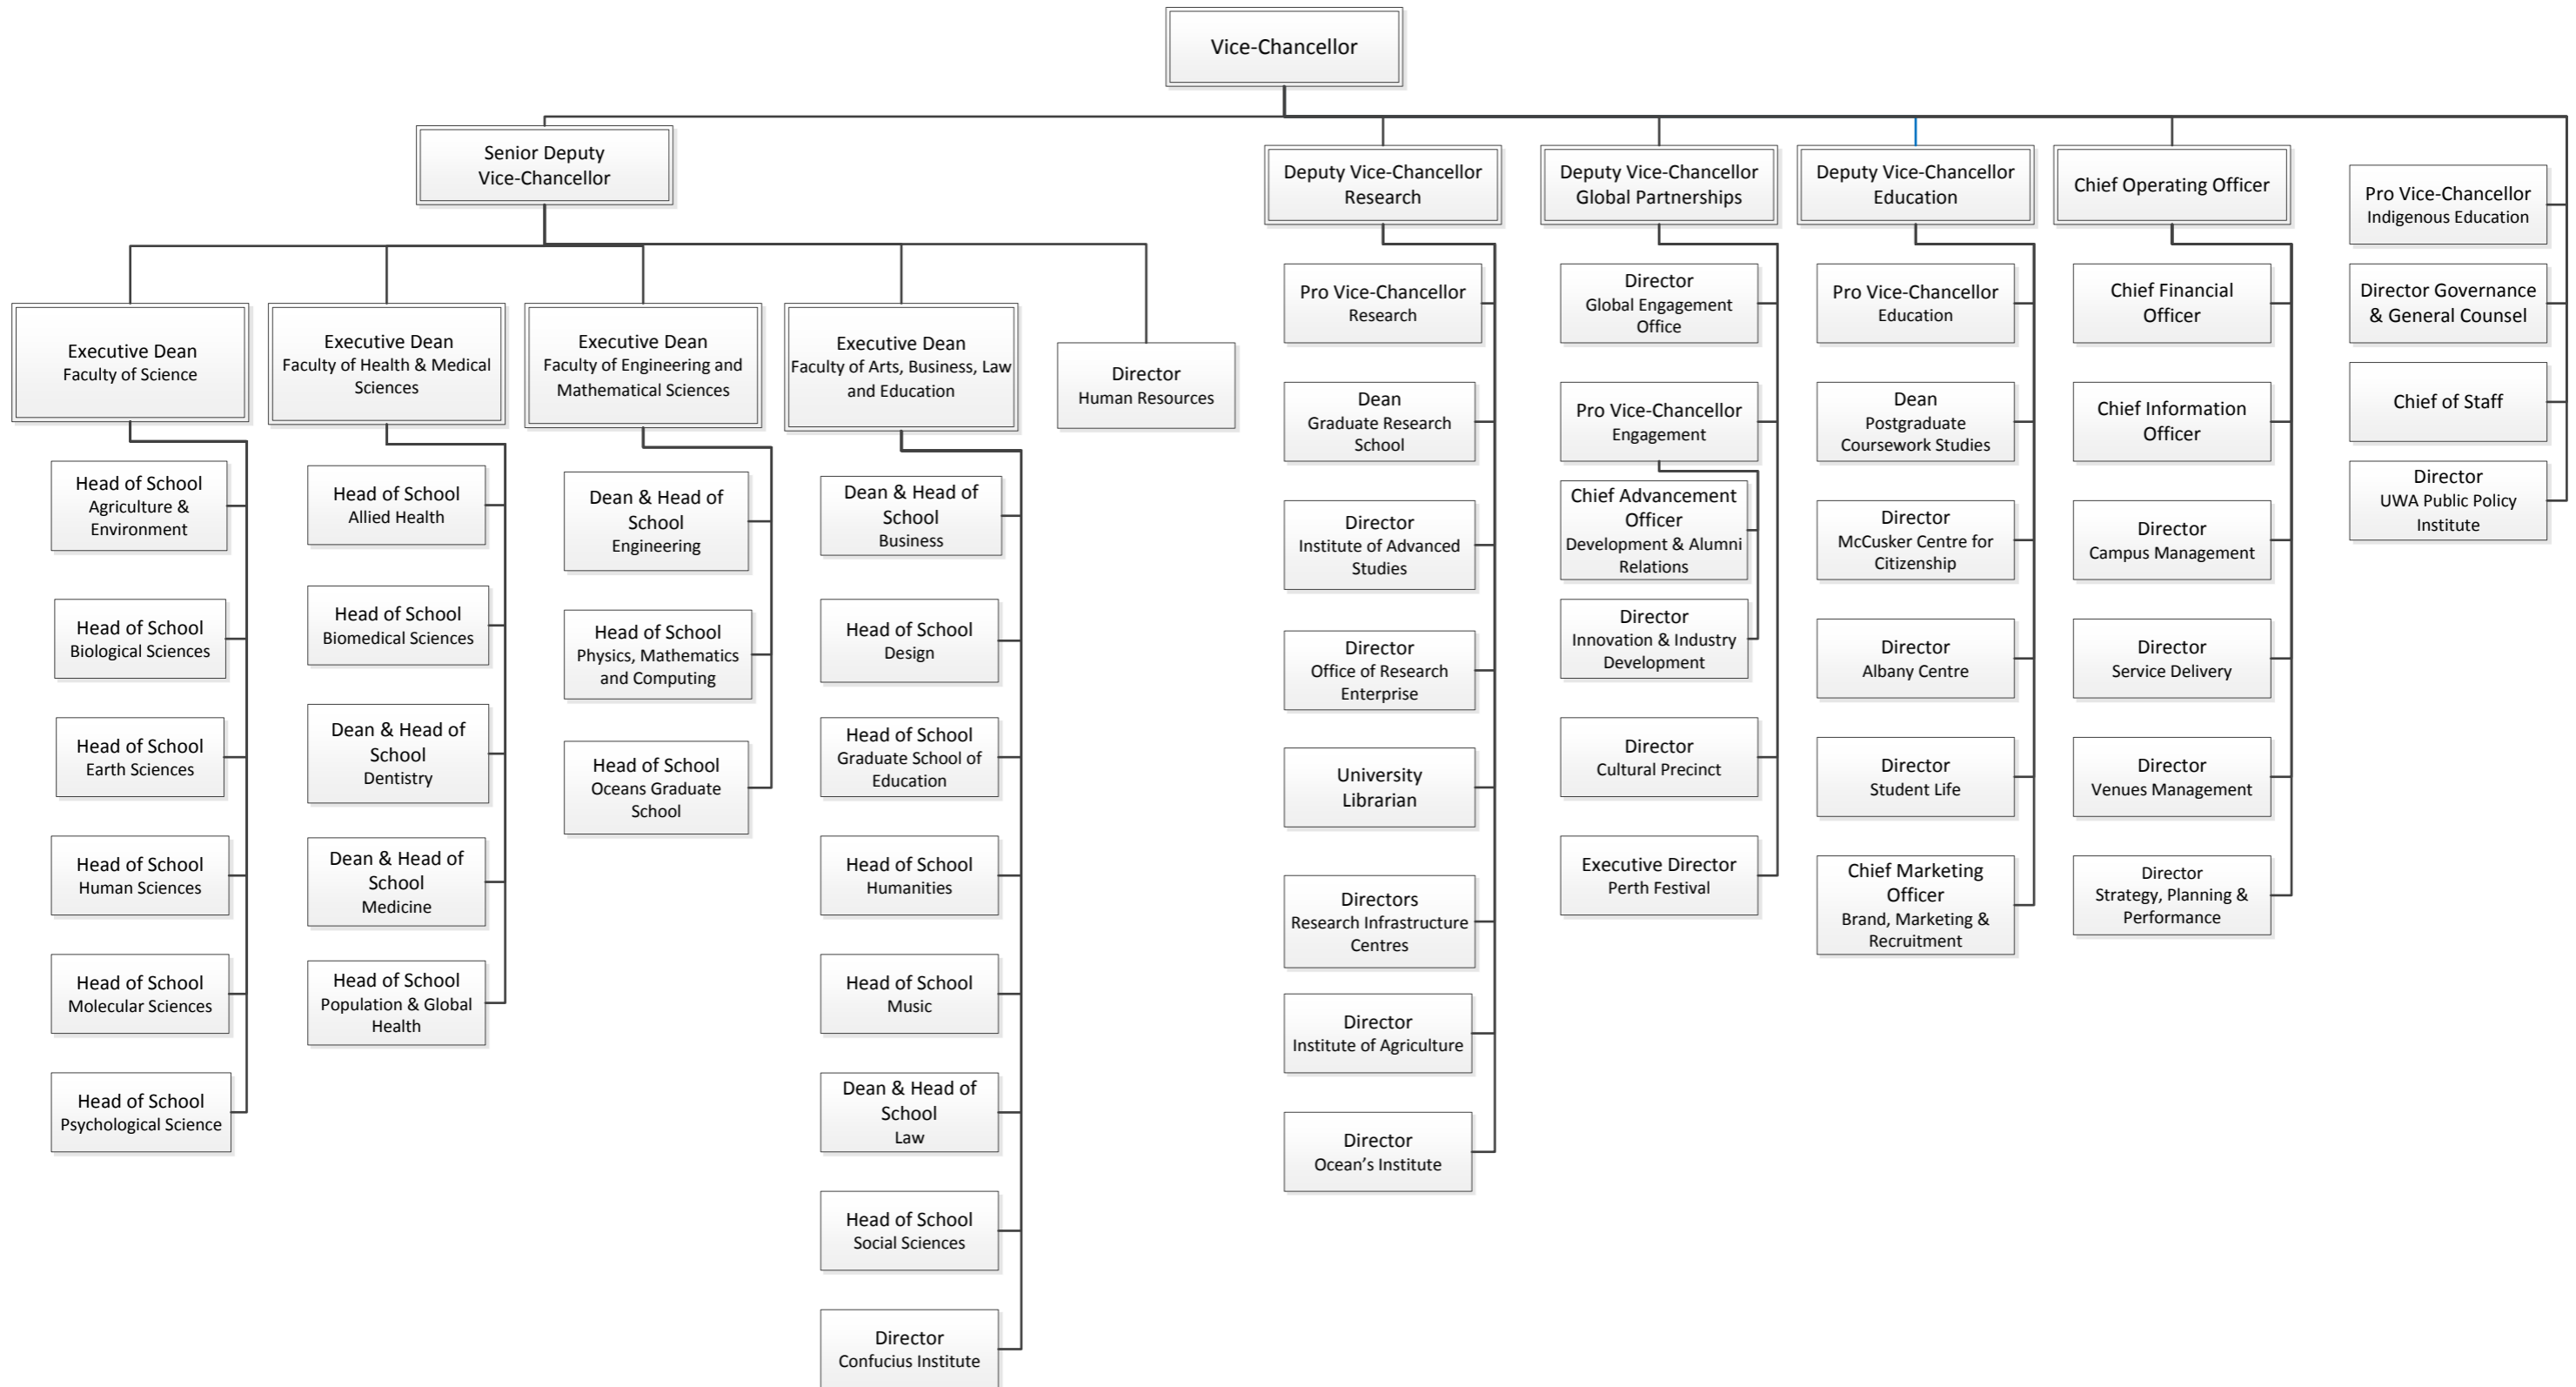 Vice-Chancellor
Senior Deputy
Vice-Chancellor
Deputy Vice-Chancellor
Research
Deputy Vice-Chancellor
Global Partnerships
Deputy Vice-Chancellor
Education
Chief Operating Officer
Pro Vice-Chancellor
Indigenous Education
Director Governance
& General Counsel
Chief of Staff
Director
UWA Public Policy
Institute
Executive Dean
Faculty of Science
Executive Dean
Faculty of Health & Medical
Sciences
Executive Dean
Faculty of Engineering and
Mathematical Sciences
Executive Dean
Faculty of Arts, Business, Law
and Education
Director
Human Resources
Head of School
Agriculture &
Environment
Head of School
Biological Sciences
Head of School
Earth Sciences
Head of School
Human Sciences
Head of School
Molecular Sciences
Head of School
Psychological Science
Head of School
Allied Health
Head of School
Biomedical Sciences
Dean & Head of
School
Dentistry
Dean & Head of
School
Medicine
Head of School
Population & Global
Health
Dean & Head of
School
Engineering
Head of School
Physics, Mathematics
and Computing
Head of School
Oceans Graduate
School
Dean & Head of
School
Business
Head of School
Design
Head of School
Graduate School of
Education
Head of School
Humanities
Head of School
Music
Dean & Head of
School
Law
Head of School
Social Sciences
Director
Confucius Institute
Pro Vice-Chancellor
Research
Dean
Graduate Research
School
Director
Institute of Advanced
Studies
Director
Office of Research
Enterprise
University
Librarian
Directors
Research Infrastructure
Centres
Director
Institute of Agriculture
Director
Ocean’s Institute
Director
Global Engagement
Office
Pro Vice-Chancellor
Engagement
Chief Advancement
Officer
Development & Alumni
Relations
Director
Innovation & Industry
Development
Director
Cultural Precinct
Executive Director
Perth Festival
Pro Vice-Chancellor
Education
Dean
Postgraduate
Coursework Studies
Director
McCusker Centre for
Citizenship
Director
Albany Centre
Director
Student Life
Chief Marketing
Officer
Brand, Marketing &
Recruitment
Chief Financial
Officer
Chief Information
Officer
Director
Campus Management
Director
Service Delivery
Director
Venues Management
Director
Strategy, Planning &
Performance